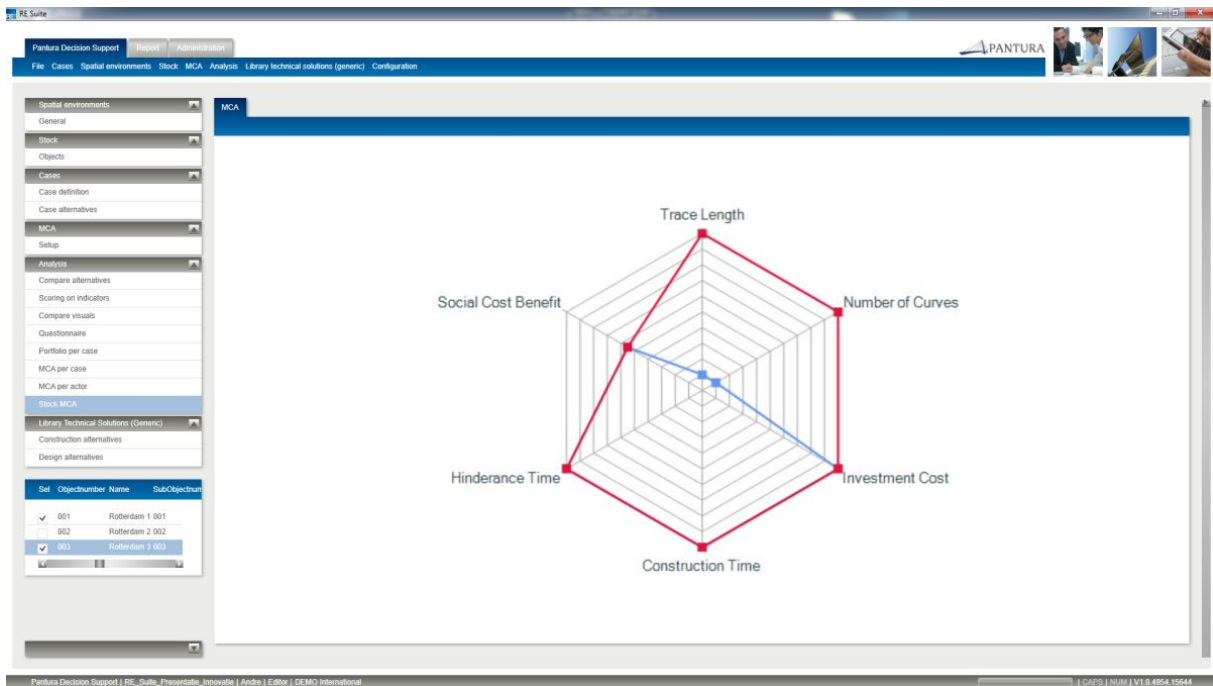 RE Suite
Pantura Decision Support Report Administration
PANTURA
File Cases Spatial environments Stock MCA Analysis Library technical solutions (generic) Configuration
Spatial environments
General
Stock
Objects
Cases
Case definition
Case alternatives
MCA
Setup
Analysis
Compare alternatives
Scoring on indicators
Compare visuals
Questionnaire
Portfolio per case
MCA per case
MCA per actor
Stock MCA
Library Technical Solutions (Generic)
Construction alternatives
Design alternatives
Sel Objectnumber Name SubObjectnum
001 Rotterdam 1 001
002 Rotterdam 2 002
003 Rotterdam 3 003
MCA
Trace Length
Social Cost Benefit
Number of Curves
Hinderance Time
Investment Cost
Construction Time
Pantura Decision Support | RE_Suite_Presentatie_Innovatie | Andre | Editor | DEMO International
| CAPS | NUM | V1.0.4954.15644